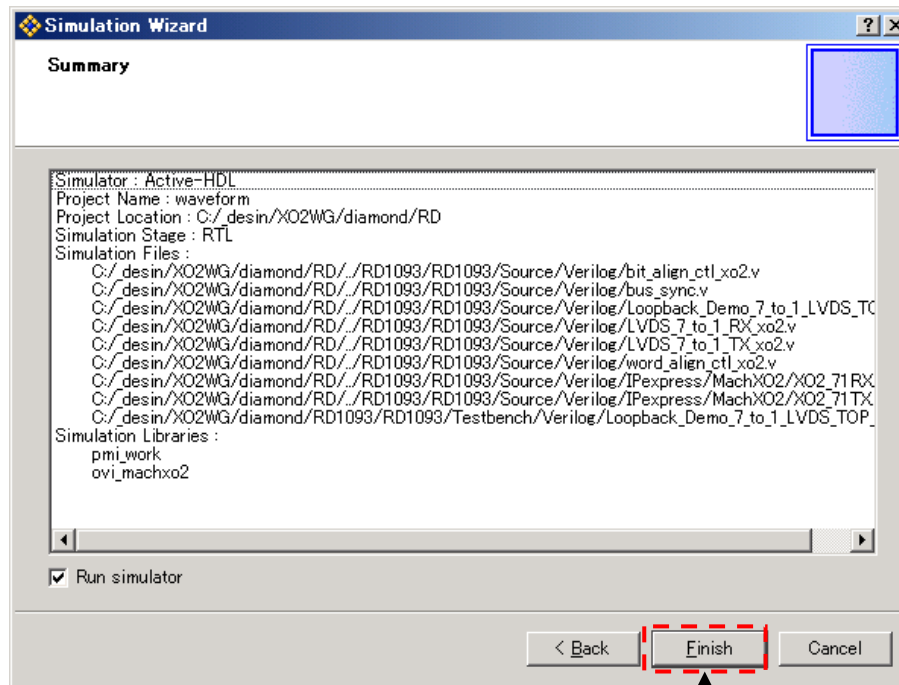 Simulation Wizard
Summary
Simulator : Active-HDL
Project Name : waveform
Project Location : C:/_desin/XO2WG/diamond/RD
Simulation Stage : RTL
Simulation Files :
C:/_desin/XO2WG/diamond/RD/../RD1093/RD1093/Source/Verilog/bit_align_ctl_xo2.v
C:/_desin/XO2WG/diamond/RD/../RD1093/RD1093/Source/Verilog/bus_sync.v
C:/_desin/XO2WG/diamond/RD/../RD1093/RD1093/Source/Verilog/Loopback_Demo_7_to_1_LVDS_TO
C:/_desin/XO2WG/diamond/RD/../RD1093/RD1093/Source/Verilog/LVDS_7_to_1_RX_xo2.v
C:/_desin/XO2WG/diamond/RD/../RD1093/RD1093/Source/Verilog/LVDS_7_to_1_TX_xo2.v
C:/_desin/XO2WG/diamond/RD/../RD1093/RD1093/Source/Verilog/word_align_ctl_xo2.v
C:/_desin/XO2WG/diamond/RD/../RD1093/RD1093/Source/Verilog/IPexpress/MachXO2/XO2_71RX
C:/_desin/XO2WG/diamond/RD/../RD1093/RD1093/Source/Verilog/IPexpress/MachXO2/XO2_71TX
C:/_desin/XO2WG/diamond/RD1093/RD1093/Testbench/Verilog/Loopback_Demo_7_to_1_LVDS_TOP_
Simulation Libraries :
pmi_work
ovi_machxo2
Run simulator
< Back Finish Cancel